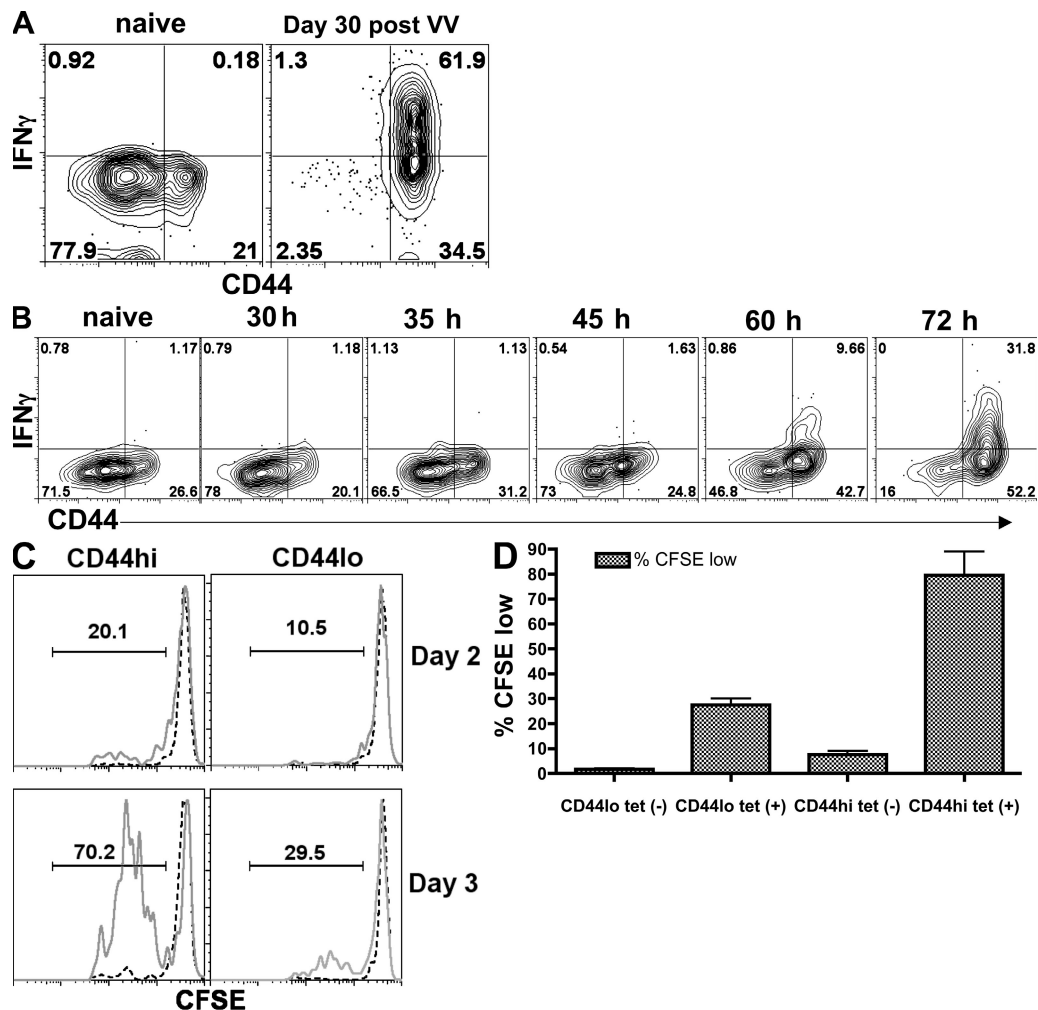 A
naive
Day 30 post VV
0.92
0.18
1.3
61.9
IFNγ
77.9
21
2.35
34.5
CD44
B
naive
30 h
35 h
45 h
60 h
72 h
0.78
1.17
0.79
1.18
1.13
1.13
0.54
1.63
0.86
9.66
0
31.8
IFNγ
71.5
26.6
78
20.1
66.5
31.2
73
24.8
46.8
42.7
16
52.2
CD44
C
CD44hi
CD44lo
20.1
10.5
Day 2
70.2
29.5
Day 3
CFSE
D
% CFSE low
% CFSE low
90
80
70
60
50
40
30
20
10
0
CD44lo tet (-)
CD44lo tet (+)
CD44hi tet (-)
CD44hi tet (+)